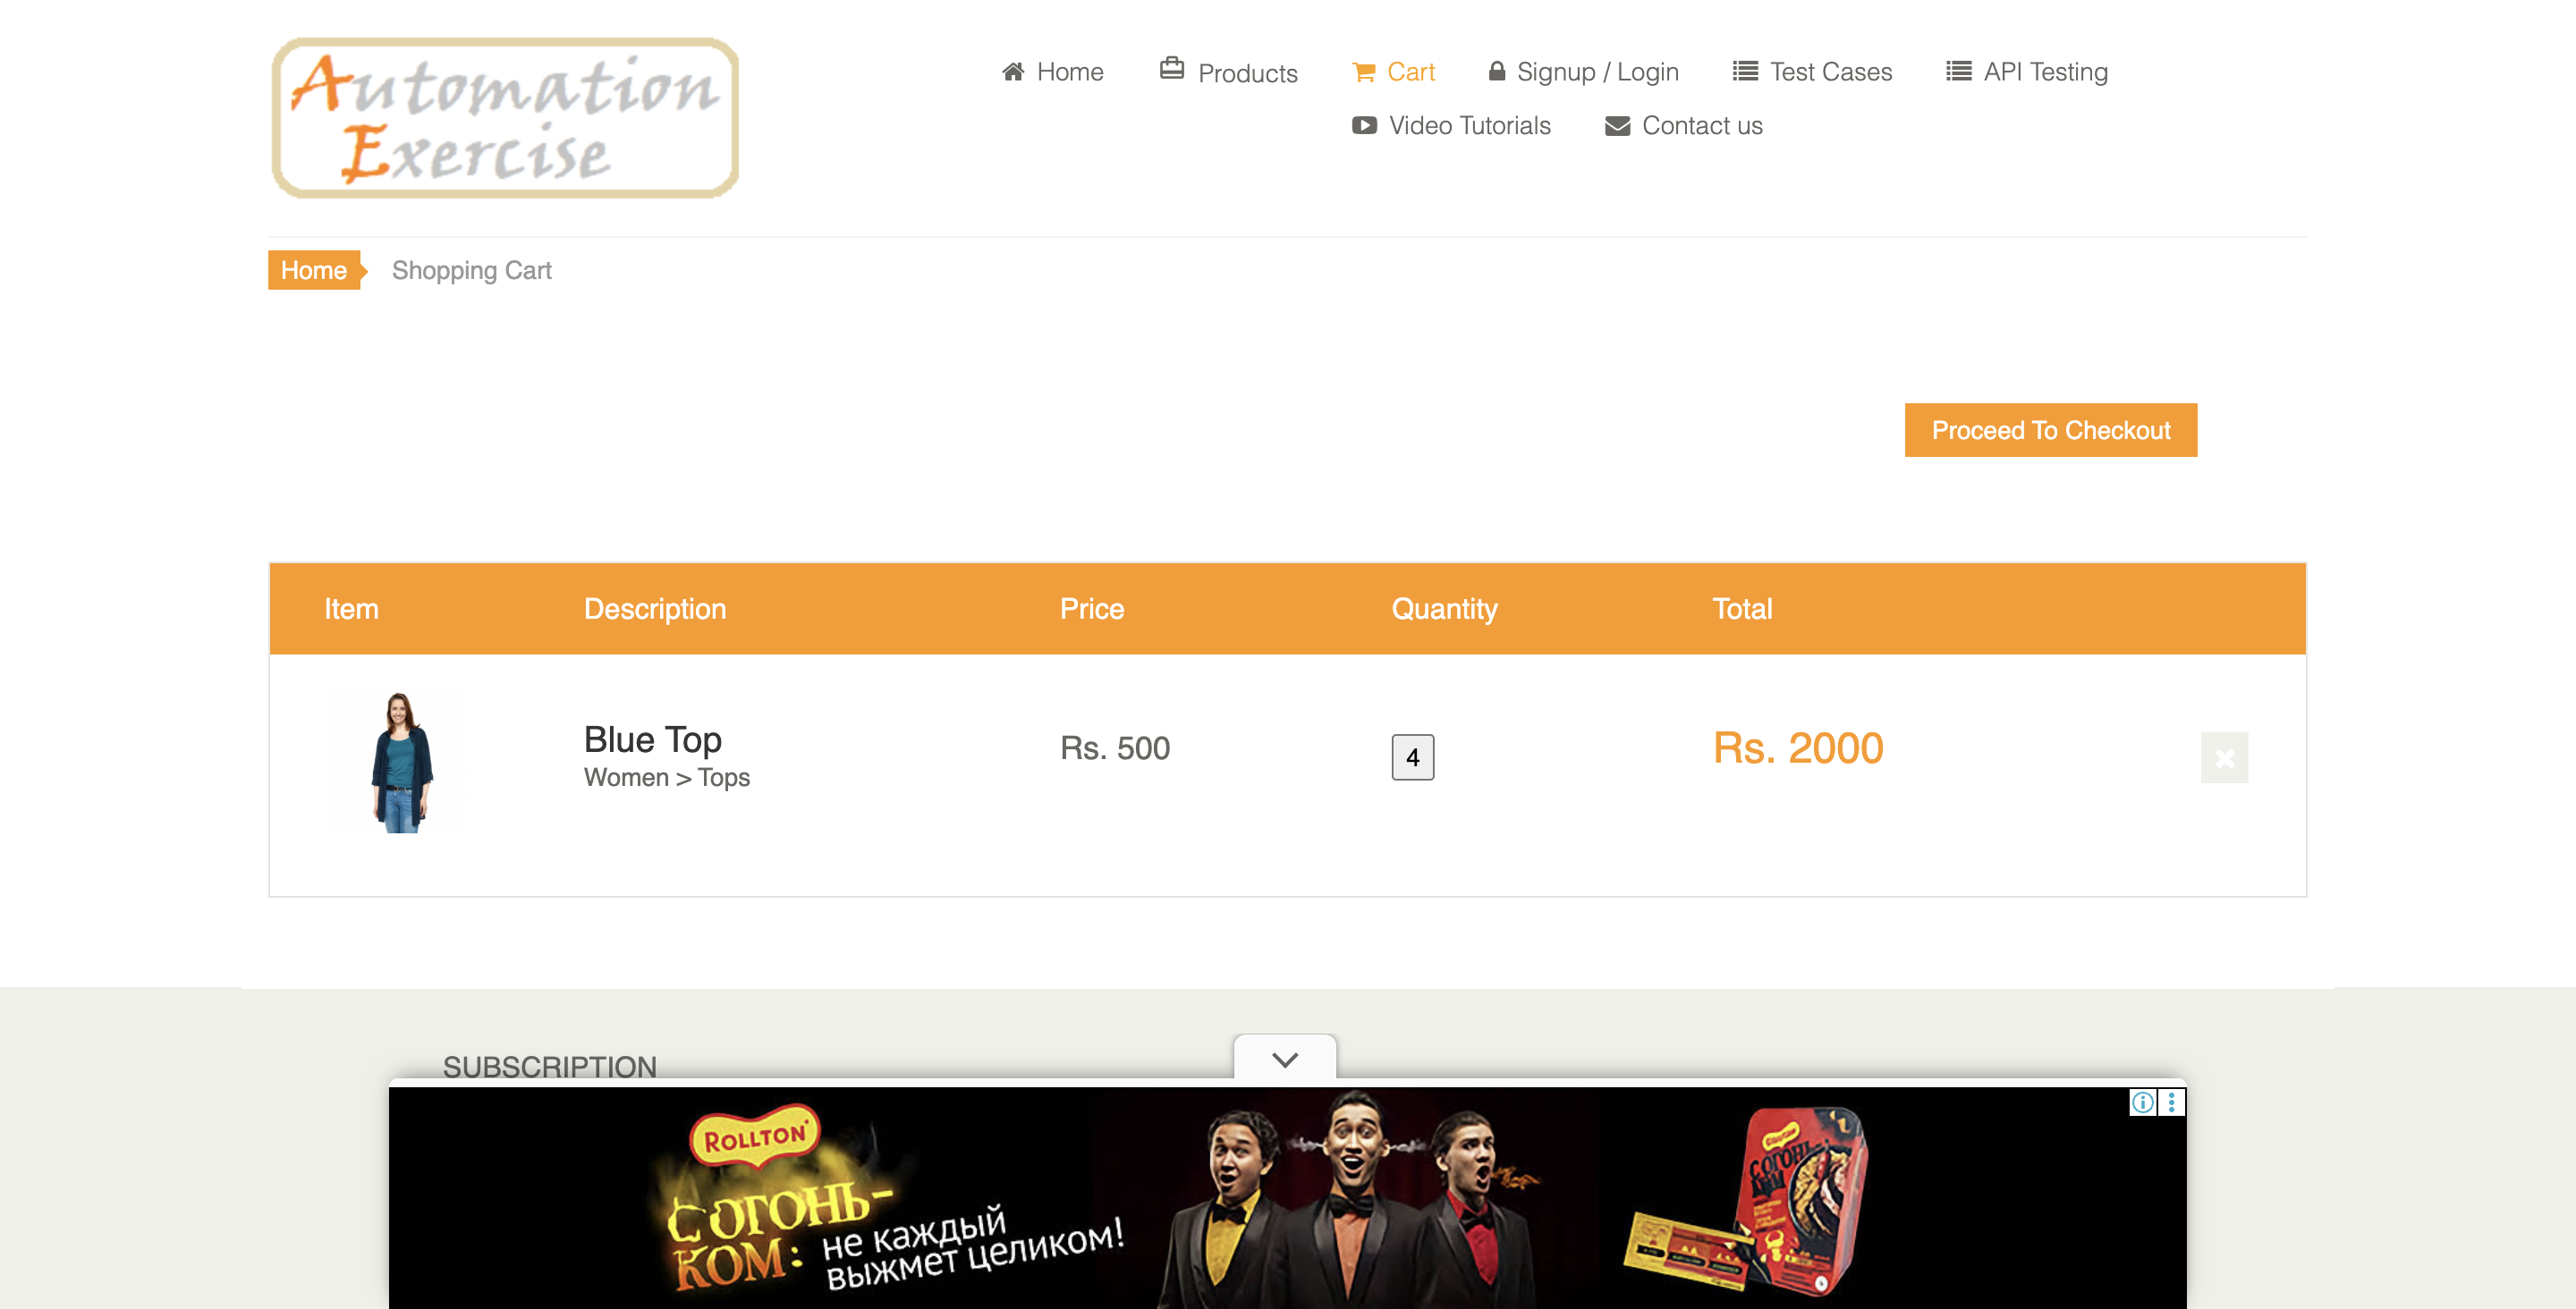 Automation
Exercise
Home
Products
Cart
Signup / Login
Test Cases
API Testing
Video Tutorials
Contact us
Home
Shopping Cart
Proceed To Checkout
Item
Description
Price
Quantity
Total
Blue Top
Women > Tops
Rs. 500
4
Rs. 2000
SUBSCRIPTION
ROLLTON
С ОГОНЬ-
КОМ:
не каждый
выжмет целиком!